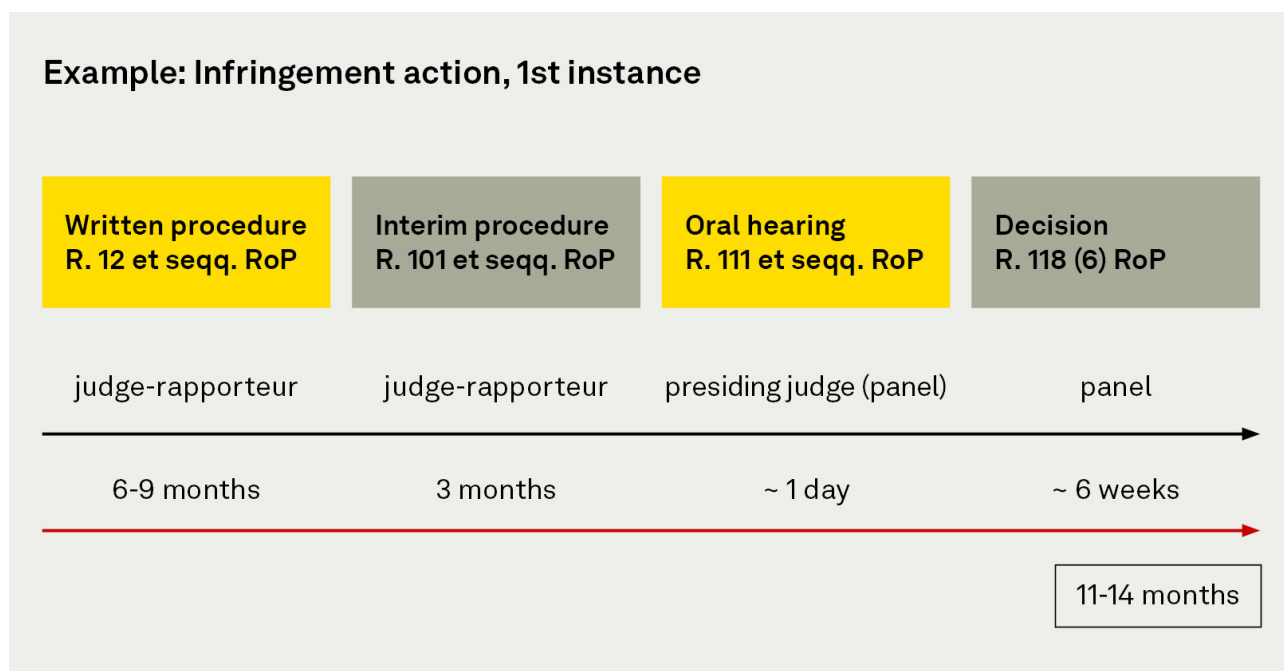 Example: Infringement action, 1st instance
Written procedure
R. 12 et seqq. RoP
Interim procedure
R. 101 et seqq. RoP
Oral hearing
R. 111 et seqq. RoP
Decision
R. 118 (6) RoP
judge-rapporteur
judge-rapporteur
presiding judge (panel)
panel
6-9 months
3 months
~ 1 day
~ 6 weeks
11-14 months